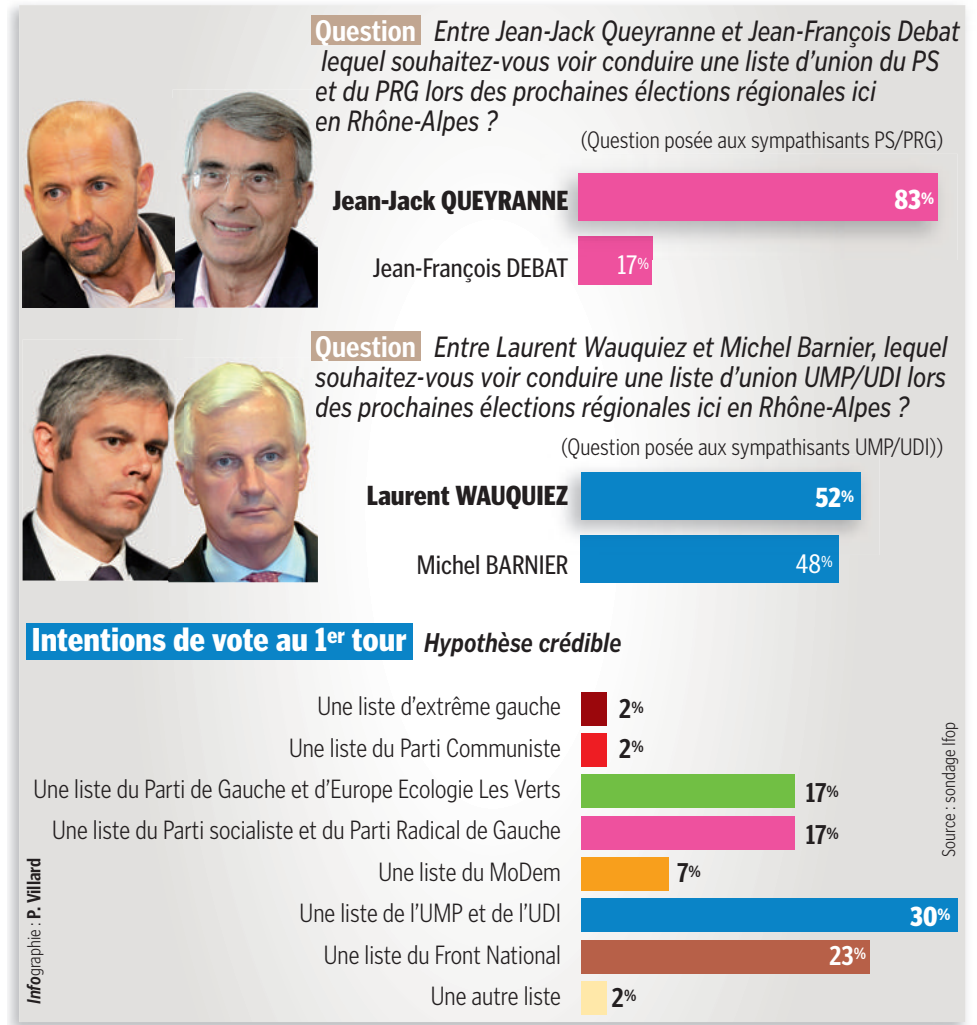 Question Entre Jean-Jack Queyranne et Jean-François Debat
lequel souhaitez-vous voir conduire une liste d'union du PS
et du PRG lors des prochaines élections régionales ici
en Rhône-Alpes ?
(Question posée aux sympathisants PS/PRG)
Jean-Jack QUEYRANNE 83%
Jean-François DEBAT 17%
Question Entre Laurent Wauquiez et Michel Barnier, lequel
souhaitez-vous voir conduire une liste d'union UMP/UDI lors
des prochaines élections régionales ici en Rhône-Alpes ?
(Question posée aux sympathisants UMP/UDI))
Laurent WAUQUIEZ 52%
Michel BARNIER 48%
Intentions de vote au 1er tour Hypothèse crédible
Une liste d'extrême gauche 2%
Une liste du Parti Communiste 2%
Une liste du Parti de Gauche et d'Europe Ecologie Les Verts 17%
Une liste du Parti socialiste et du Parti Radical de Gauche 17%
Une liste du MoDem 7%
Une liste de l'UMP et de l'UDI 30%
Une liste du Front National 23%
Une autre liste 2%
Infographie : P. Villard
Source : sondage Ifop